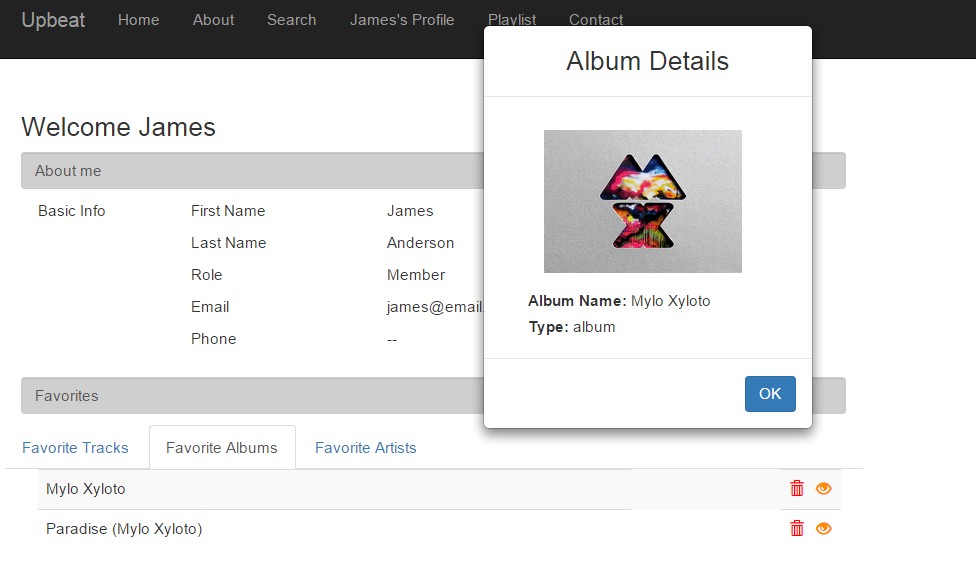 Upbeat Home About Search James's Profile Playlist Contact
Album Details
Welcome James
About me
Basic Info First Name James
Last Name Anderson
Role Member
Email james@email
Phone --
Album Name: Mylo Xyloto
Type: album
OK
Favorites
Favorite Tracks Favorite Albums Favorite Artists
Mylo Xyloto
Paradise (Mylo Xyloto)